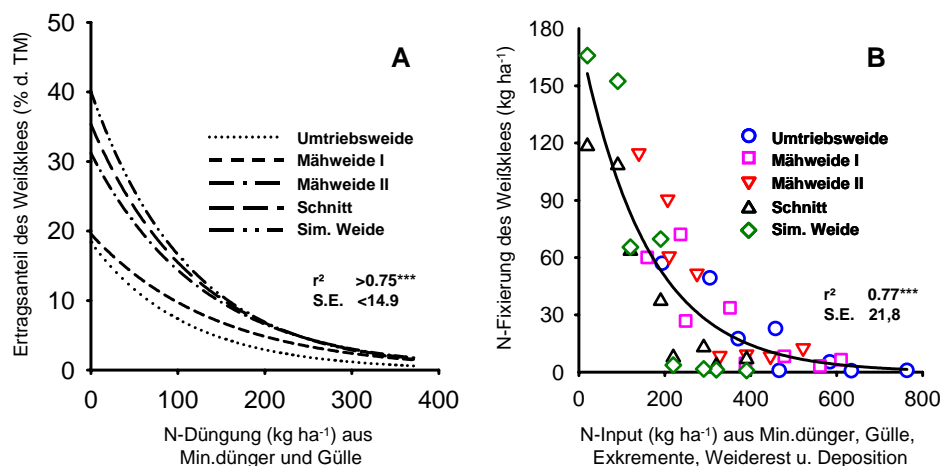 A
Ertragsanteil des Weißklees (% d. TM)
50
40
30
20
10
0
0
100
200
300
400
Umtriebsweide
Mähweide I
Mähweide II
Schnitt
Sim. Weide
r² >0.75***
S.E. <14.9
N-Düngung (kg ha⁻¹) aus
Min.dünger und Gülle
B
N-Fixierung des Weißklees (kg ha⁻¹)
180
150
120
90
60
30
0
0
200
400
600
800
Umtriebsweide
Mähweide I
Mähweide II
Schnitt
Sim. Weide
r² 0.77***
S.E. 21,8
N-Input (kg ha⁻¹) aus Min.dünger, Gülle,
Exkremente, Weiderest u. Deposition